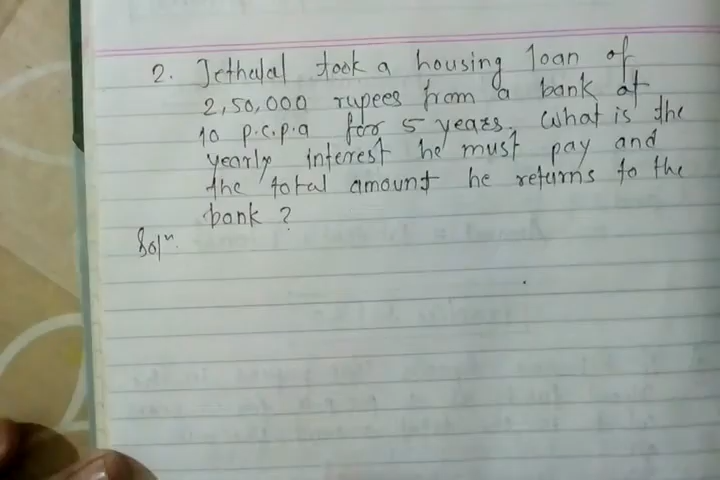 2. Jethalal took a housing loan of
2,50,000 rupees from a bank at
10 p.c.p.a for 5 years. What is the
yearly interest he must pay and
the total amount he returns to the
bank ?
Solⁿ.